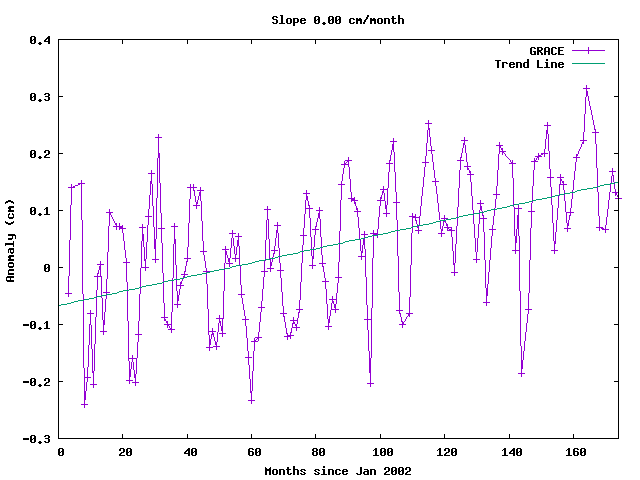 Slope 0.00 cm/month
GRACE
Trend Line
0.4
0.3
0.2
0.1
0
-0.1
-0.2
-0.3
Anomaly (cm)
0 20 40 60 80 100 120 140 160
Months since Jan 2002